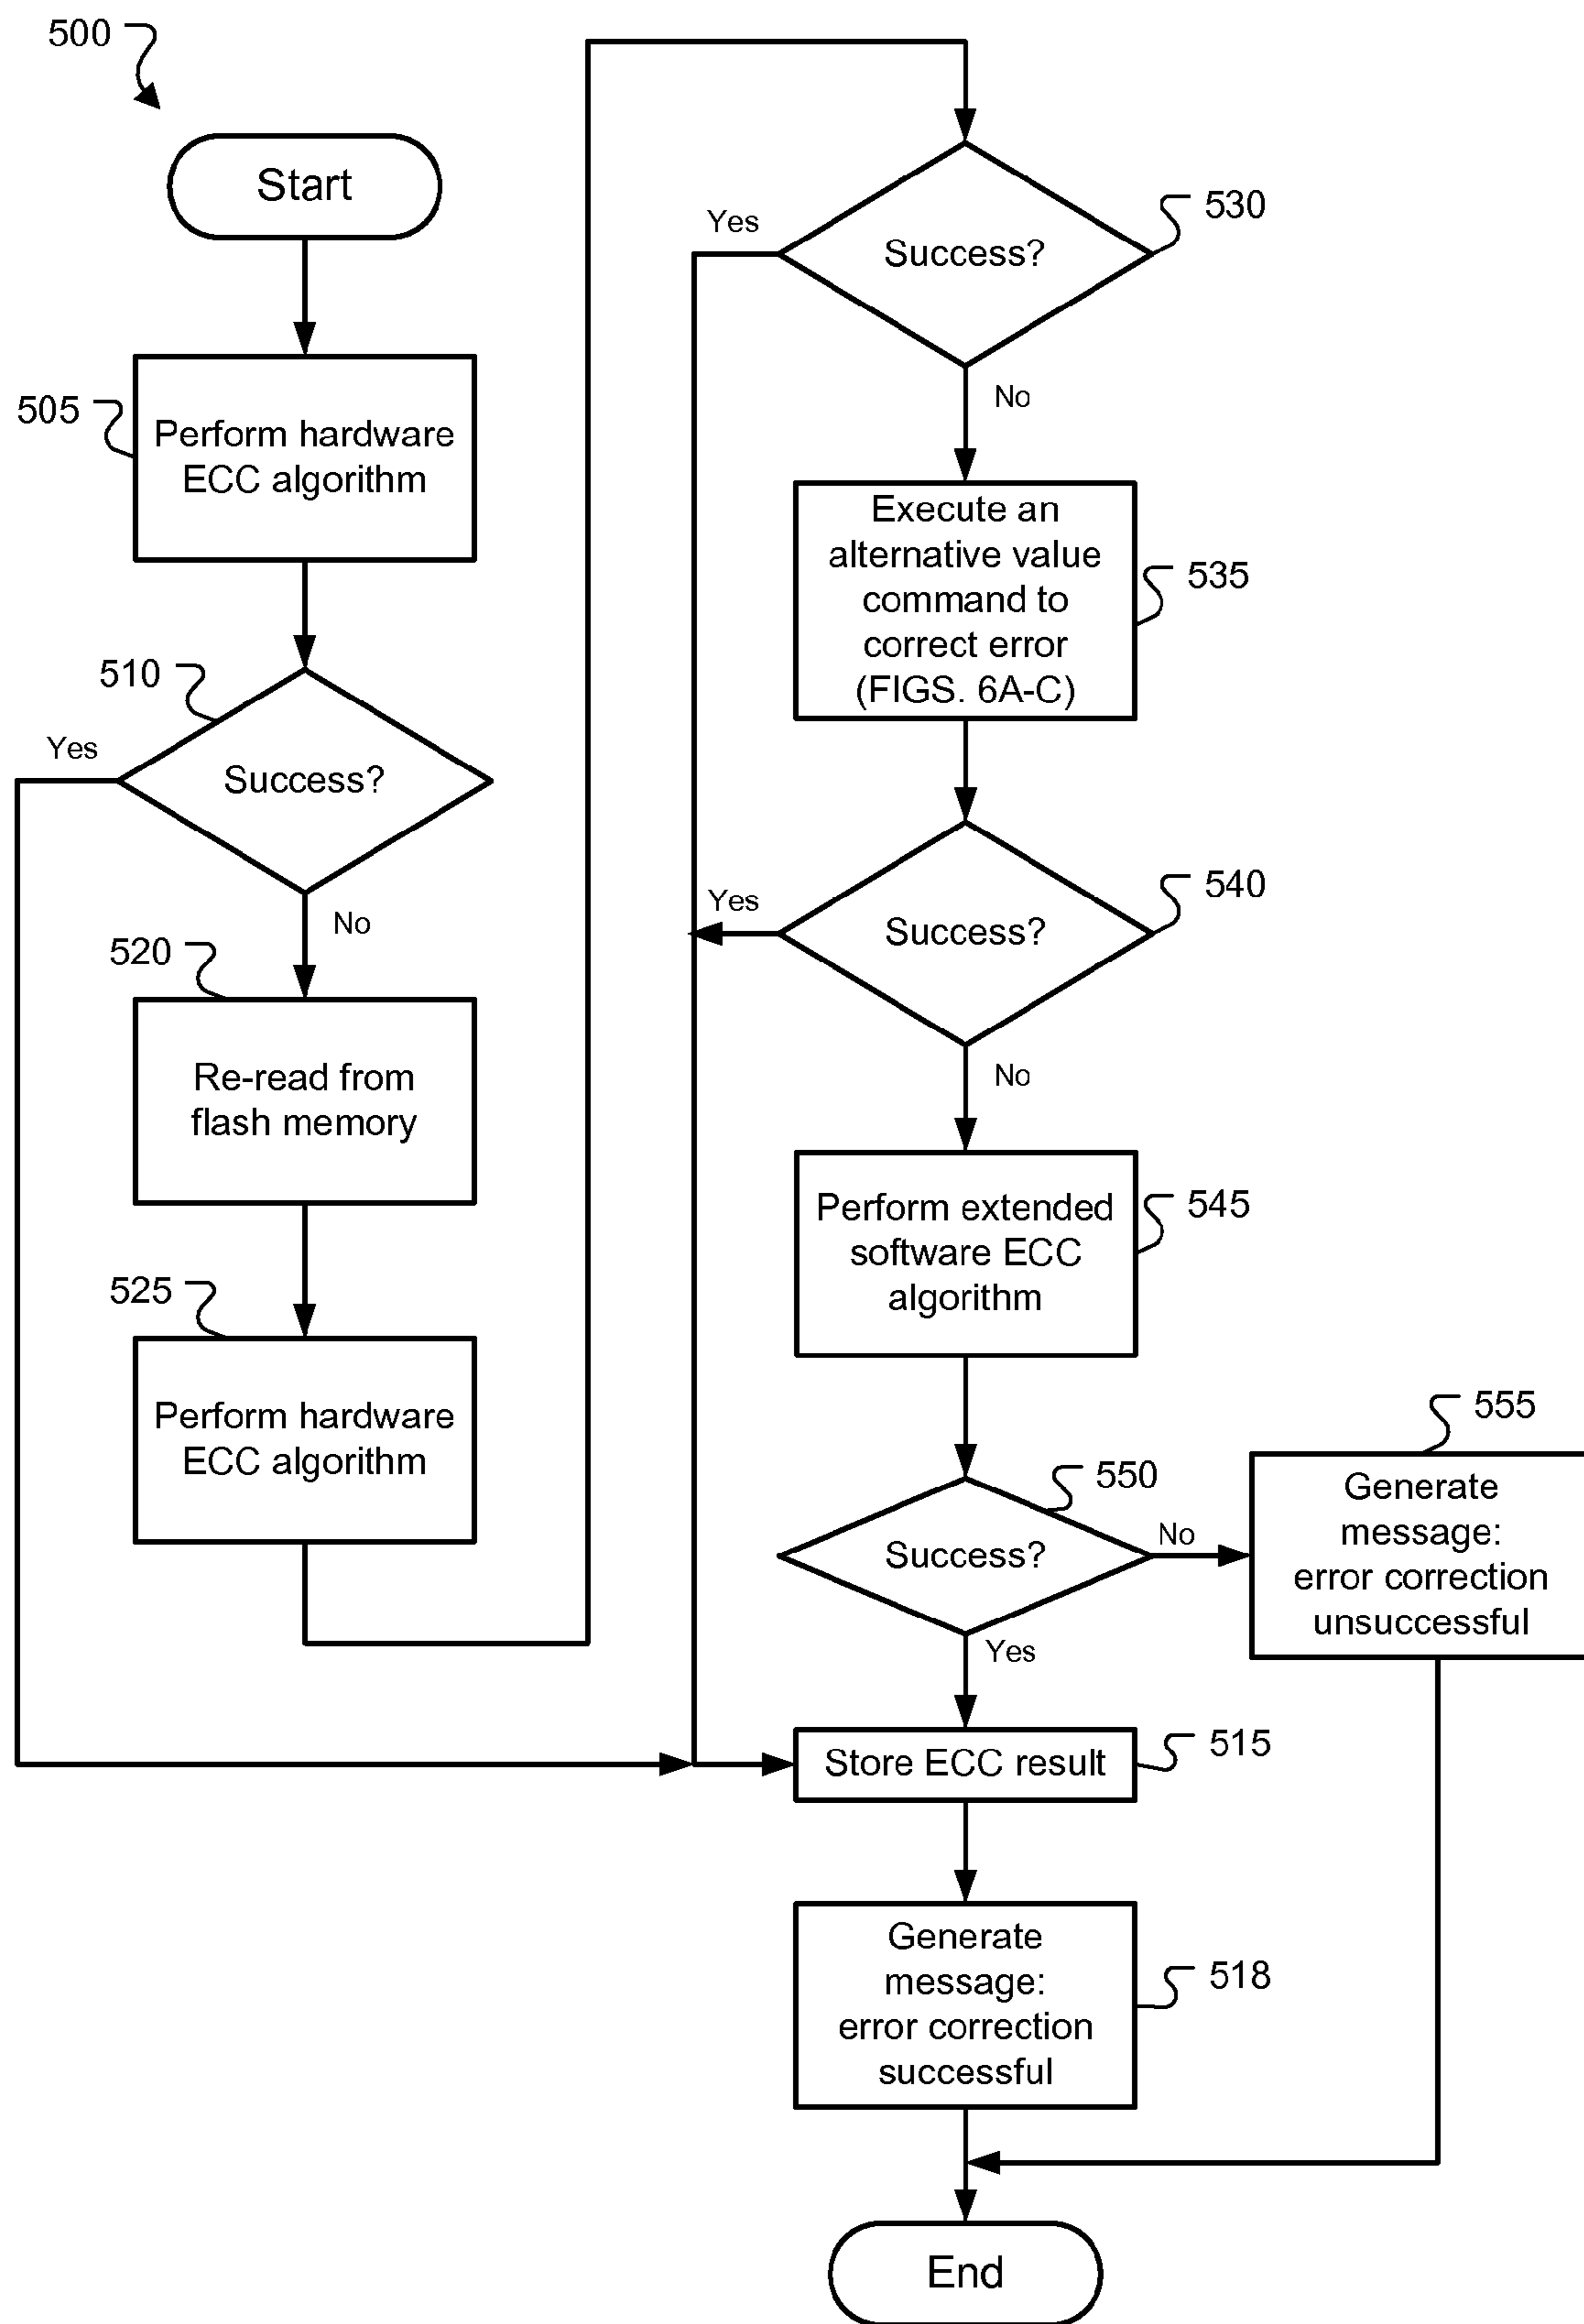 500
Start
505
Perform hardware
ECC algorithm
510
Yes
Success?
No
520
Re-read from
flash memory
525
Perform hardware
ECC algorithm
530
Yes
Success?
No
Execute an
alternative value
command to
correct error
(FIGS. 6A-C)
535
540
Yes
Success?
No
Perform extended
software ECC
algorithm
545
550
Success?
No
Yes
555
Generate
message:
error correction
unsuccessful
Store ECC result
515
Generate
message:
error correction
successful
518
End